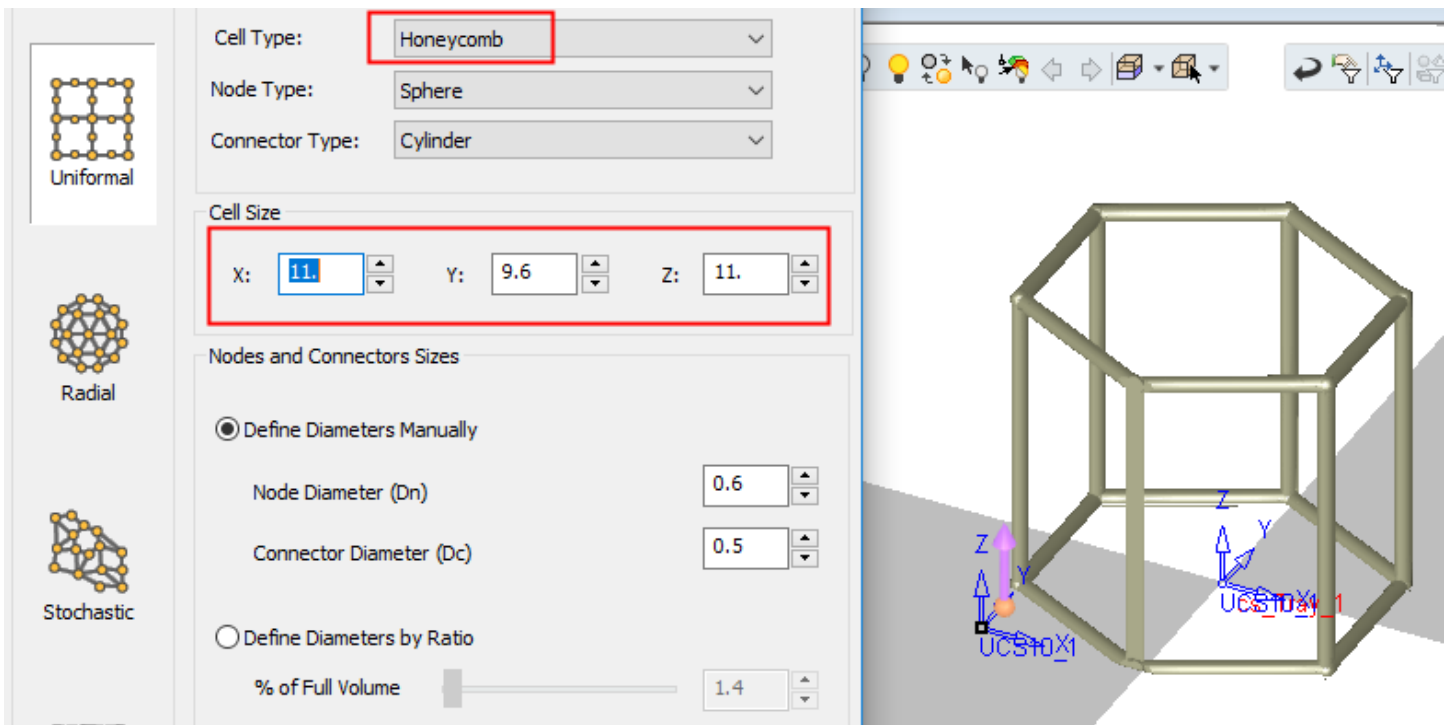 Cell Type:
Honeycomb
Node Type:
Sphere
Connector Type:
Cylinder
Uniformal
Cell Size
X:
11.
Y:
9.6
Z:
11.
Radial
Nodes and Connectors Sizes
Define Diameters Manually
Node Diameter (Dn)
0.6
Connector Diameter (Dc)
0.5
Stochastic
Define Diameters by Ratio
% of Full Volume
1.4
Z
Y
X
Z
Y
X